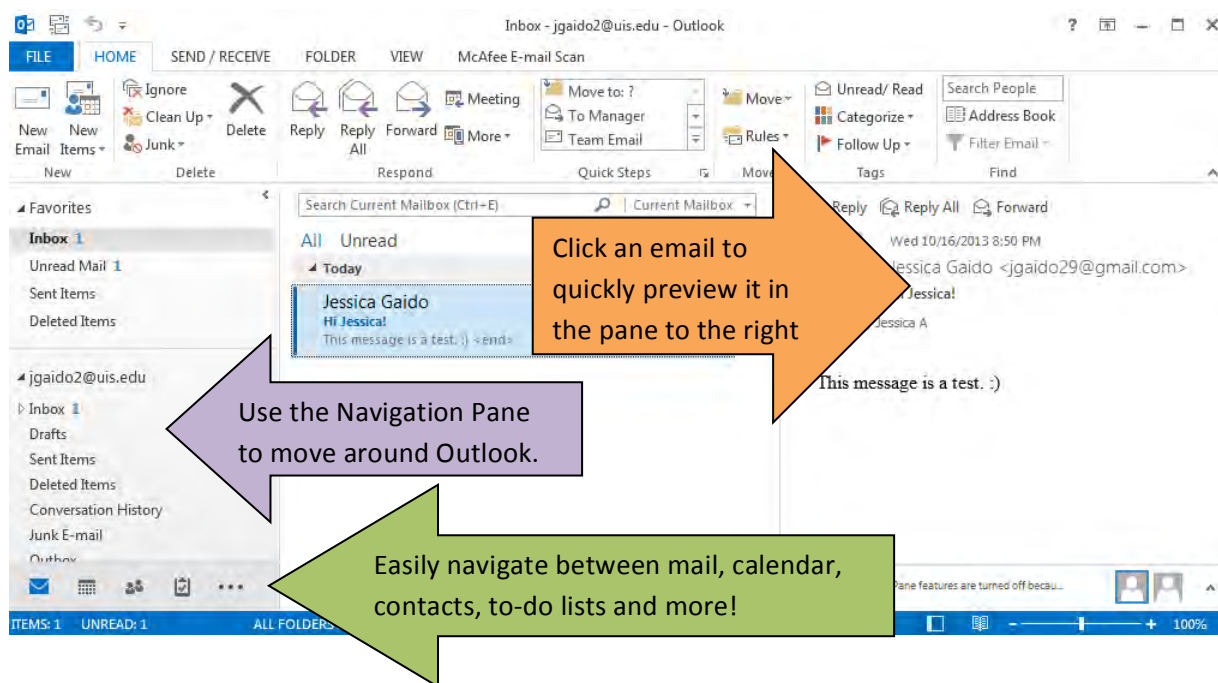 Inbox - jgaido2@uis.edu - Outlook
FILE HOME SEND / RECEIVE FOLDER VIEW McAfee E-mail Scan
New Email
New Items
Ignore
Clean Up
Junk
Delete
Reply
Reply All
Forward
Meeting
More
Move to: ?
To Manager
Team Email
Move
Rules
Unread/ Read
Categorize
Follow Up
Search People
Address Book
Filter Email
New Delete Respond Quick Steps Move Tags Find
Favorites
Inbox 1
Unread Mail 1
Sent Items
Deleted Items
jgaido2@uis.edu
Inbox 1
Drafts
Sent Items
Deleted Items
Conversation History
Junk E-mail
Outbox
Search Current Mailbox (Ctrl+E) Current Mailbox
All Unread
Today
Jessica Gaido
Hi Jessica!
This message is a test. :) <end>
Click an email to
quickly preview it in
the pane to the right
Reply Reply All Forward
Wed 10/16/2013 8:50 PM
Jessica Gaido <jgaido29@gmail.com>
Jessica!
Jessica A
This message is a test. :)
Use the Navigation Pane
to move around Outlook.
Easily navigate between mail, calendar,
contacts, to-do lists and more!
Pane features are turned off becau...
ITEMS: 1 UNREAD: 1 ALL FOLDERS 100%